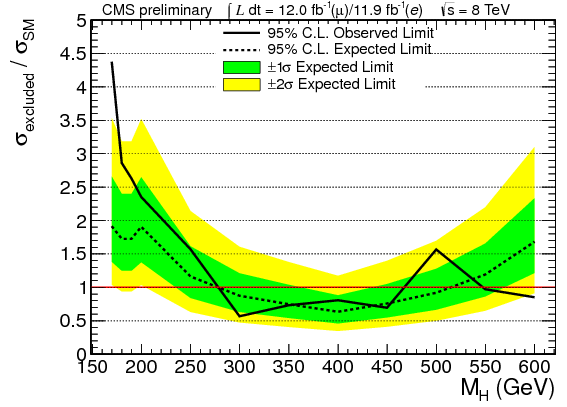 CMS preliminary ∫ L dt = 12.0 fb⁻¹(μ)/11.9 fb⁻¹(e) √s = 8 TeV
95% C.L. Observed Limit
95% C.L. Expected Limit
±1σ Expected Limit
±2σ Expected Limit
σexcluded / σSM
5
4.5
4
3.5
3
2.5
2
1.5
1
0.5
0
150 200 250 300 350 400 450 500 550 600
M_H (GeV)